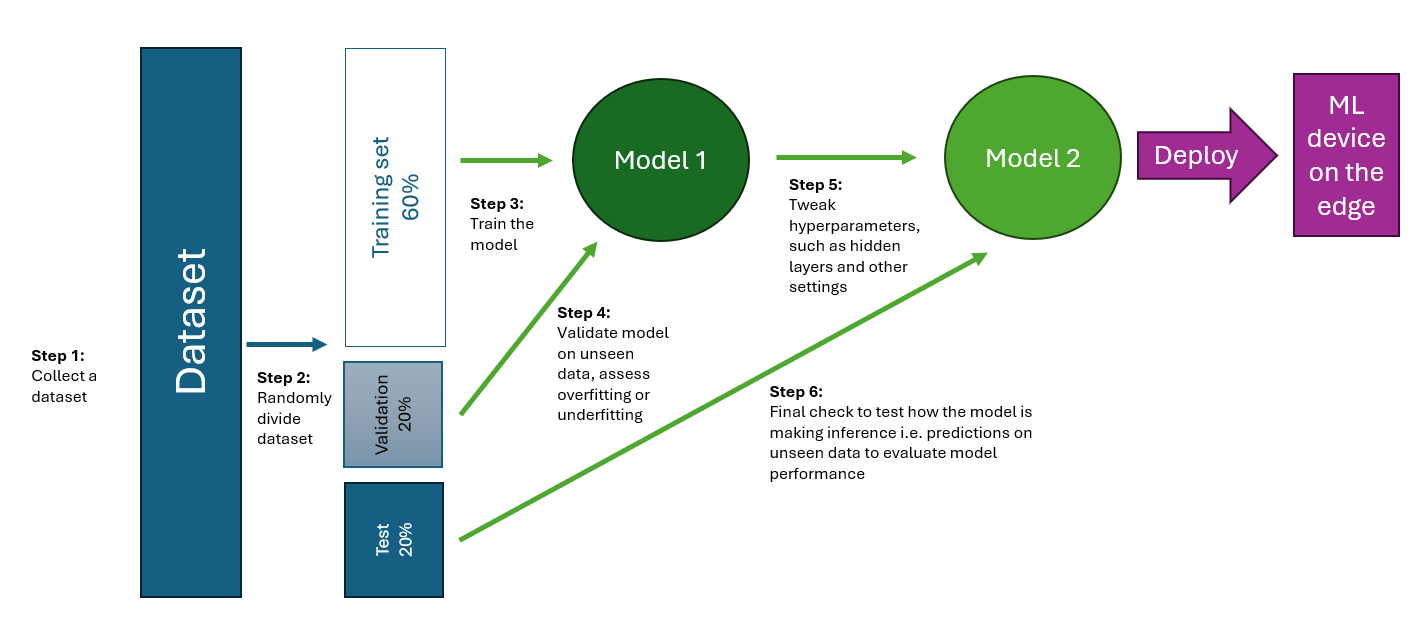 Step 1:
Collect a
dataset
Dataset
Step 2:
Randomly
divide
dataset
Training set
60%
Validation
20%
Test
20%
Step 3:
Train the
model
Model 1
Step 4:
Validate model
on unseen
data, assess
overfitting or
underfitting
Step 5:
Tweak
hyperparameters,
such as hidden
layers and other
settings
Model 2
Step 6:
Final check to test how the model is
making inference i.e. predictions on
unseen data to evaluate model
performance
Deploy
ML
device
on the
edge